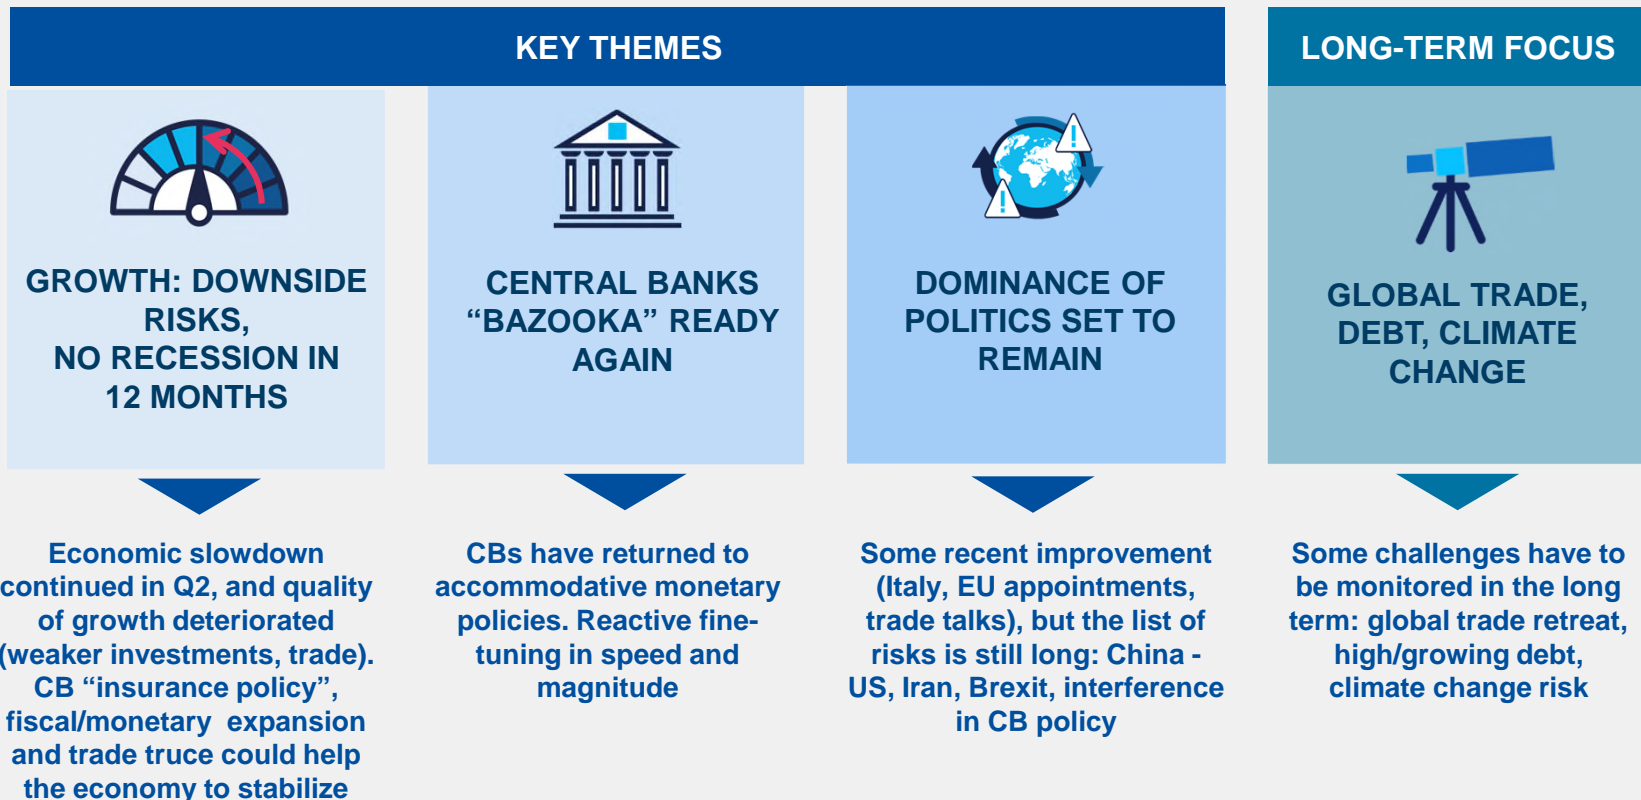 KEY THEMES
LONG-TERM FOCUS
GROWTH: DOWNSIDE
RISKS,
NO RECESSION IN
12 MONTHS
CENTRAL BANKS
“BAZOOKA” READY
AGAIN
DOMINANCE OF
POLITICS SET TO
REMAIN
GLOBAL TRADE,
DEBT, CLIMATE
CHANGE
Economic slowdown
continued in Q2, and quality
of growth deteriorated
(weaker investments, trade).
CB “insurance policy”,
fiscal/monetary expansion
and trade truce could help
the economy to stabilize
CBs have returned to
accommodative monetary
policies. Reactive fine-
tuning in speed and
magnitude
Some recent improvement
(Italy, EU appointments,
trade talks), but the list of
risks is still long: China -
US, Iran, Brexit, interference
in CB policy
Some challenges have to
be monitored in the long
term: global trade retreat,
high/growing debt,
climate change risk